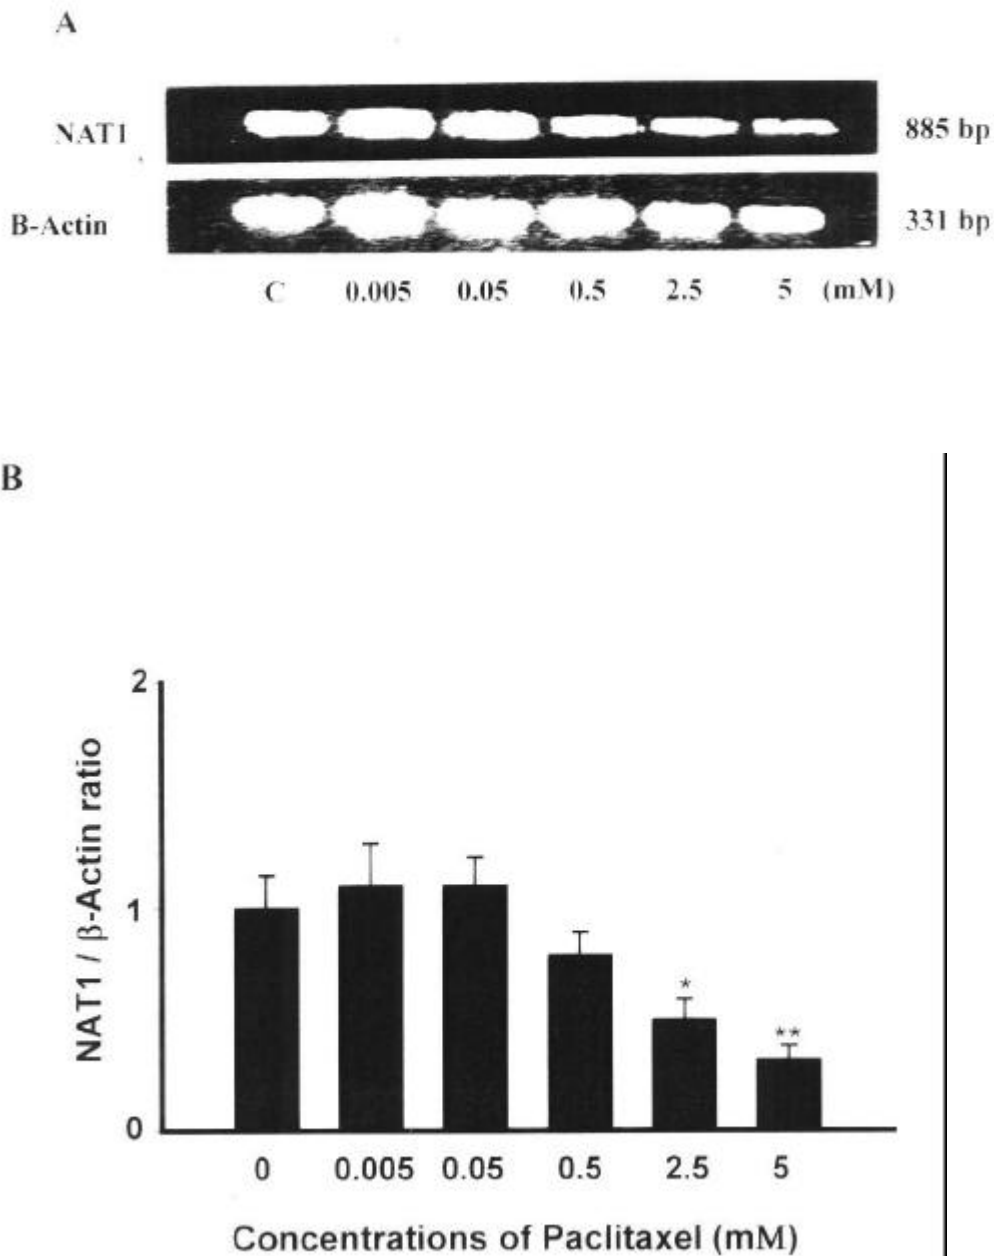 A
NAT1 885 bp
B-Actin 331 bp
C 0.005 0.05 0.5 2.5 5 (mM)
B
2
NAT1 / β-Actin ratio
1
*
**
0
0 0.005 0.05 0.5 2.5 5
Concentrations of Paclitaxel (mM)